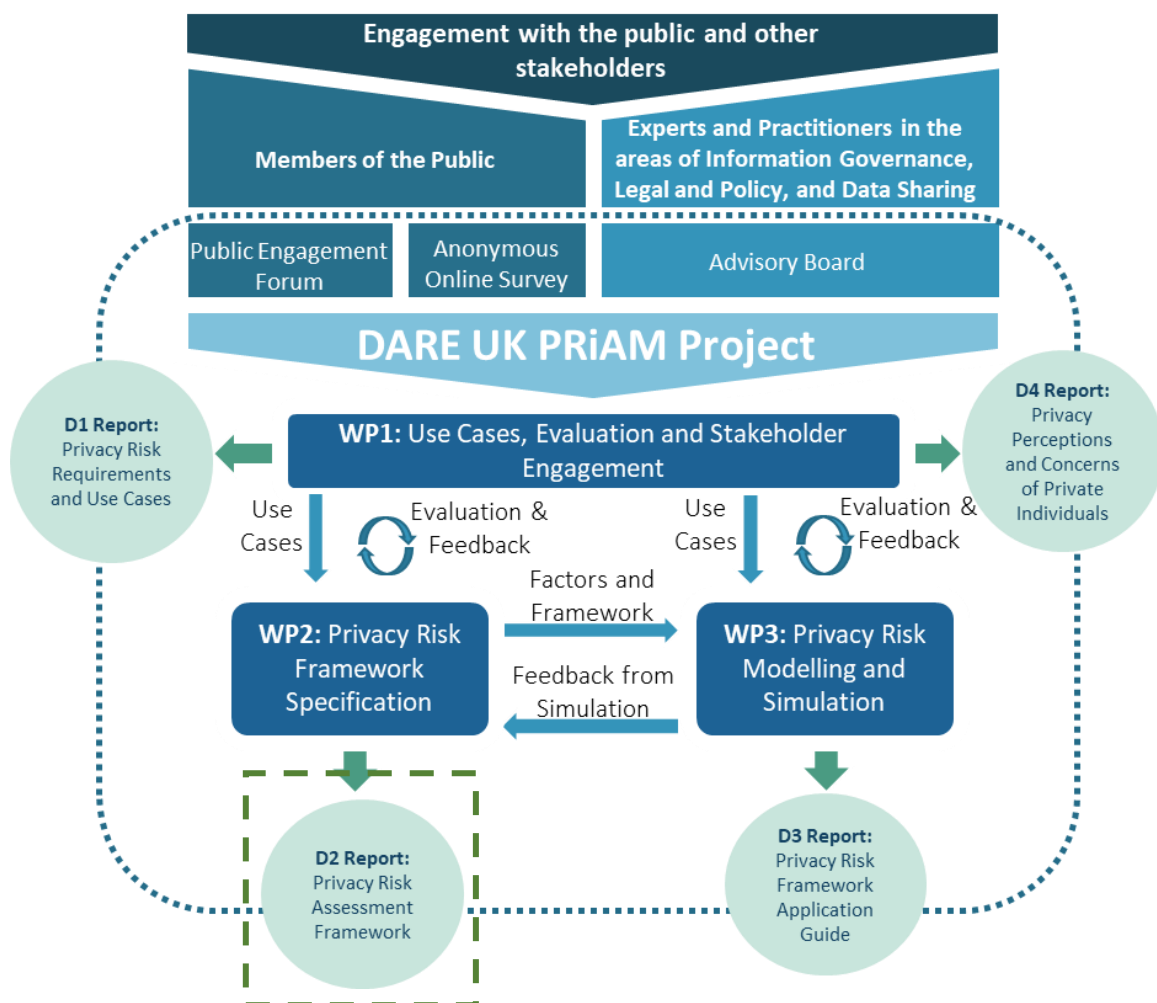 Engagement with the public and other
stakeholders
Members of the Public
Experts and Practitioners in the
areas of Information Governance,
Legal and Policy, and Data Sharing
Public Engagement
Forum
Anonymous
Online Survey
Advisory Board
DARE UK PRiAM Project
D1 Report:
Privacy Risk
Requirements
and Use Cases
WP1: Use Cases, Evaluation and Stakeholder
Engagement
D4 Report:
Privacy
Perceptions
and Concerns
of Private
Individuals
Use
Cases
Evaluation &
Feedback
Use
Cases
Evaluation &
Feedback
WP2: Privacy Risk
Framework
Specification
Factors and
Framework
Feedback from
Simulation
WP3: Privacy Risk
Modelling and
Simulation
D2 Report:
Privacy Risk
Assessment
Framework
D3 Report:
Privacy Risk
Framework
Application
Guide